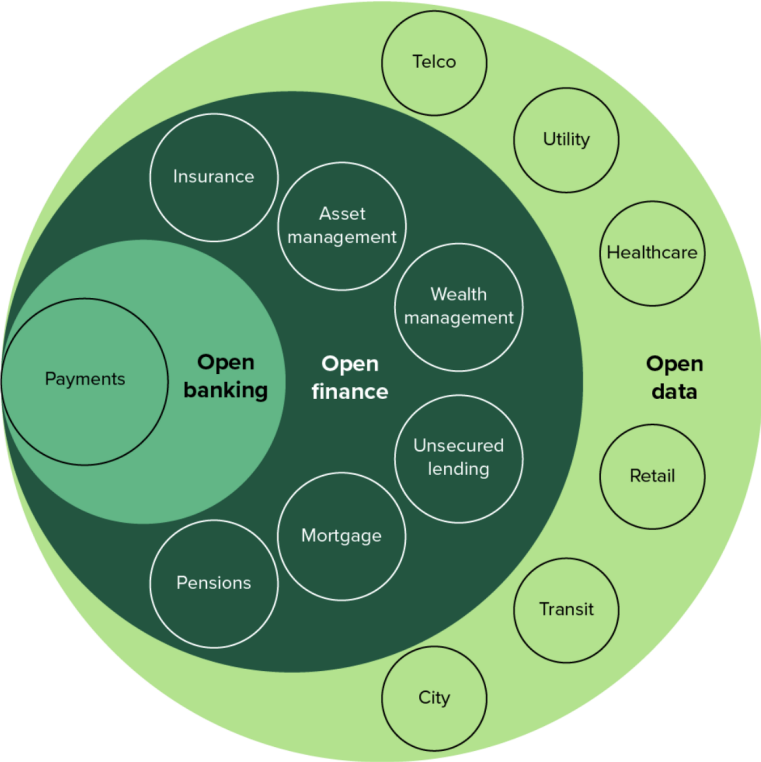 Telco
Utility
Insurance
Asset
management
Healthcare
Wealth
management
Payments
Open
banking
Open
finance
Open
data
Unsecured
lending
Retail
Mortgage
Pensions
Transit
City